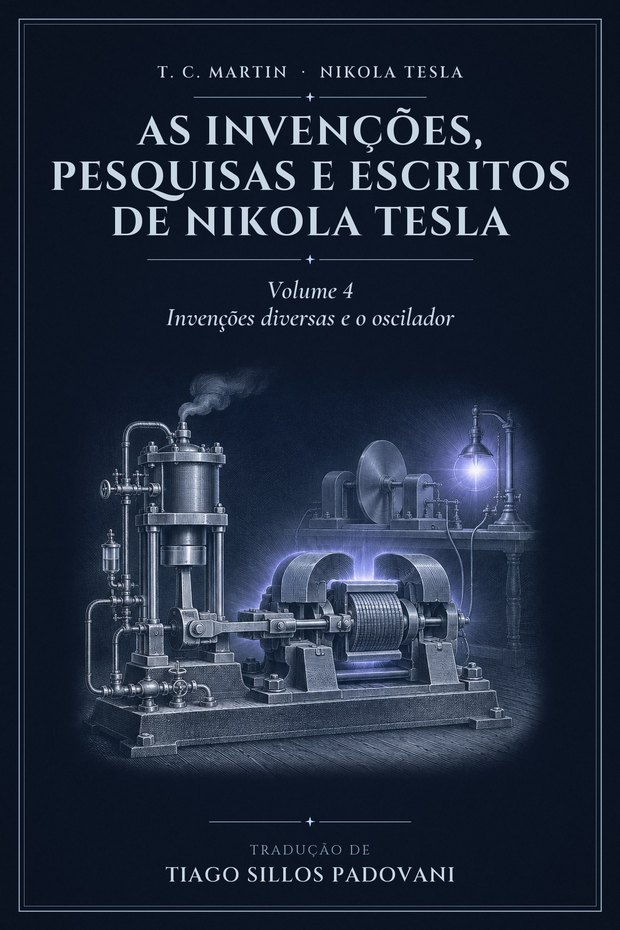 T. C. MARTIN · NIKOLA TESLA
AS INVENÇÕES,
PESQUISAS E ESCRITOS
DE NIKOLA TESLA
Volume 4
Invenções diversas e o oscilador
TRADUÇÃO DE
TIAGO SILLOS PADOVANI